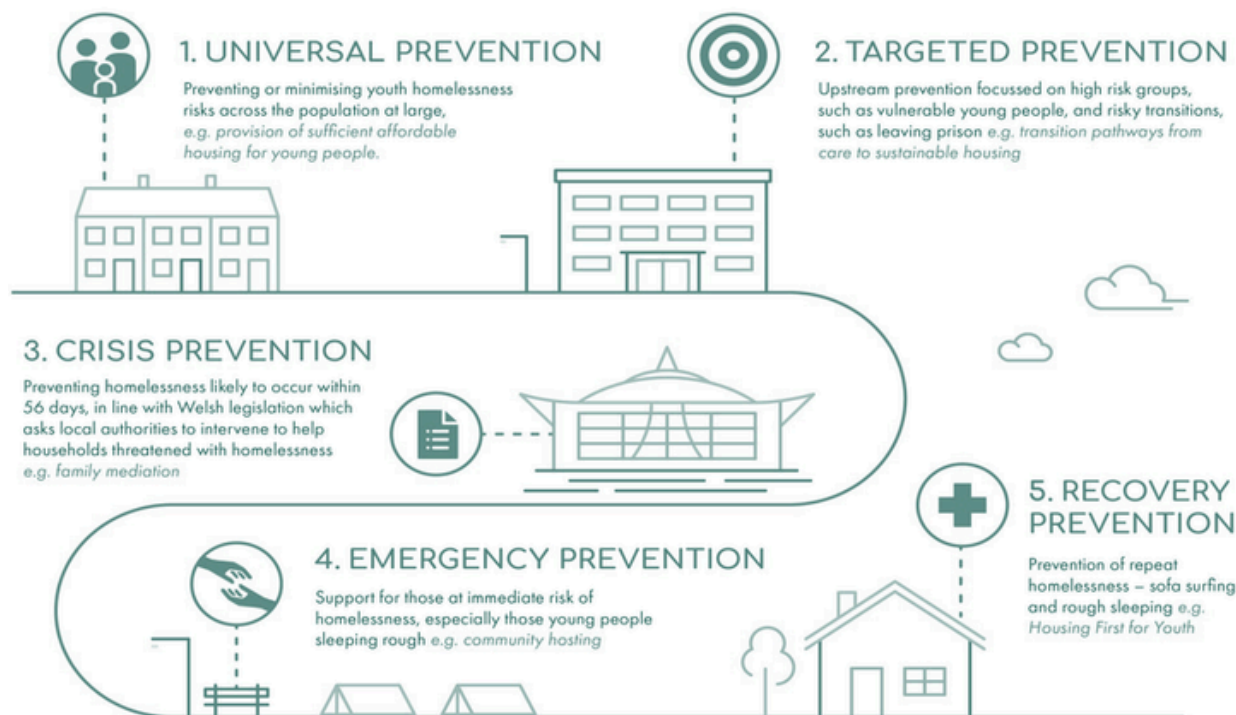 1. UNIVERSAL PREVENTION
Preventing or minimising youth homelessness
risks across the population at large,
e.g. provision of sufficient affordable
housing for young people.
2. TARGETED PREVENTION
Upstream prevention focussed on high risk groups,
such as vulnerable young people, and risky transitions,
such as leaving prison e.g. transition pathways from
care to sustainable housing
3. CRISIS PREVENTION
Preventing homelessness likely to occur within
56 days, in line with Welsh legislation which
asks local authorities to intervene to help
households threatened with homelessness
e.g. family mediation
4. EMERGENCY PREVENTION
Support for those at immediate risk of
homelessness, especially those young people
sleeping rough e.g. community hosting
5. RECOVERY
PREVENTION
Prevention of repeat
homelessness – sofa surfing
and rough sleeping e.g.
Housing First for Youth